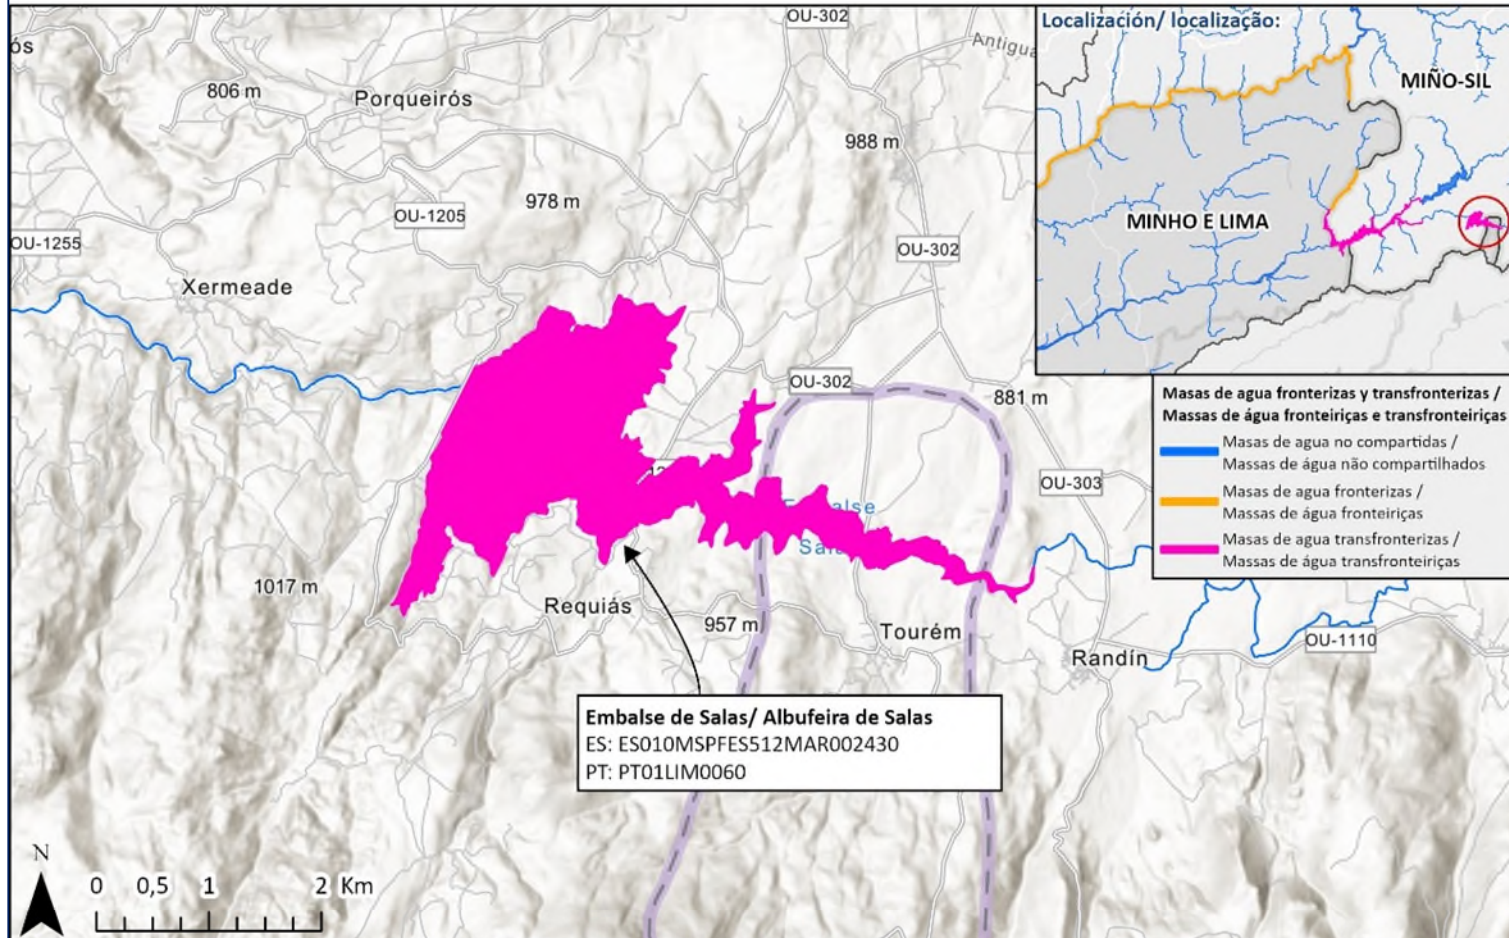 OU-302
Antigua
ós
806 m
Porqueirós
988 m
978 m
OU-1205
OU-1255
OU-302
Xermeade
OU-302
881 m
OU-303
1017 m
Requiás
957 m
Tourém
Randín
OU-1110
Embalse de Salas/ Albufeira de Salas
ES: ES010MSPFES512MAR002430
PT: PT01LIM0060
N
0 0,5 1 2 Km
Localización/ localização:
MIÑO-SIL
MINHO E LIMA
Masas de agua fronterizas y transfronterizas /
Massas de água fronteiriças e transfronteiriças
Masas de agua no compartidas /
Massas de água não compartilhados
Masas de agua fronterizas /
Massas de água fronteiriças
Masas de agua transfronterizas /
Massas de água transfronteiriças